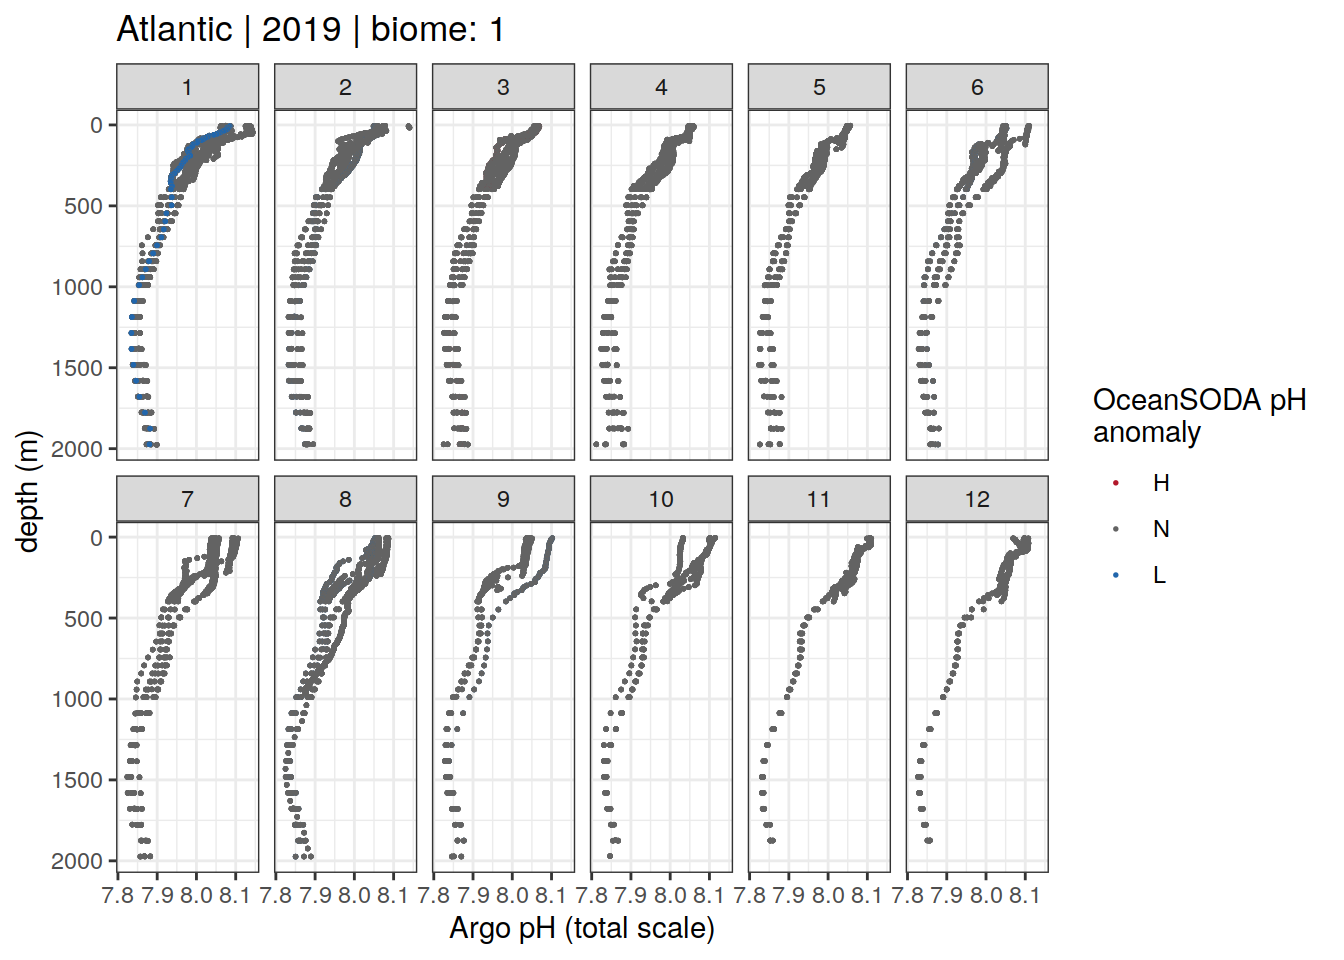 Atlantic | 2019 | biome: 1
1 2 3 4 5 6
0
500
1000
1500
2000
7 8 9 10 11 12
0
500
1000
1500
2000
7.8 7.9 8.0 8.1 7.8 7.9 8.0 8.1 7.8 7.9 8.0 8.1 7.8 7.9 8.0 8.1 7.8 7.9 8.0 8.1 7.8 7.9 8.0 8.1
Argo pH (total scale)
depth (m)
OceanSODA pH
anomaly
H
N
L